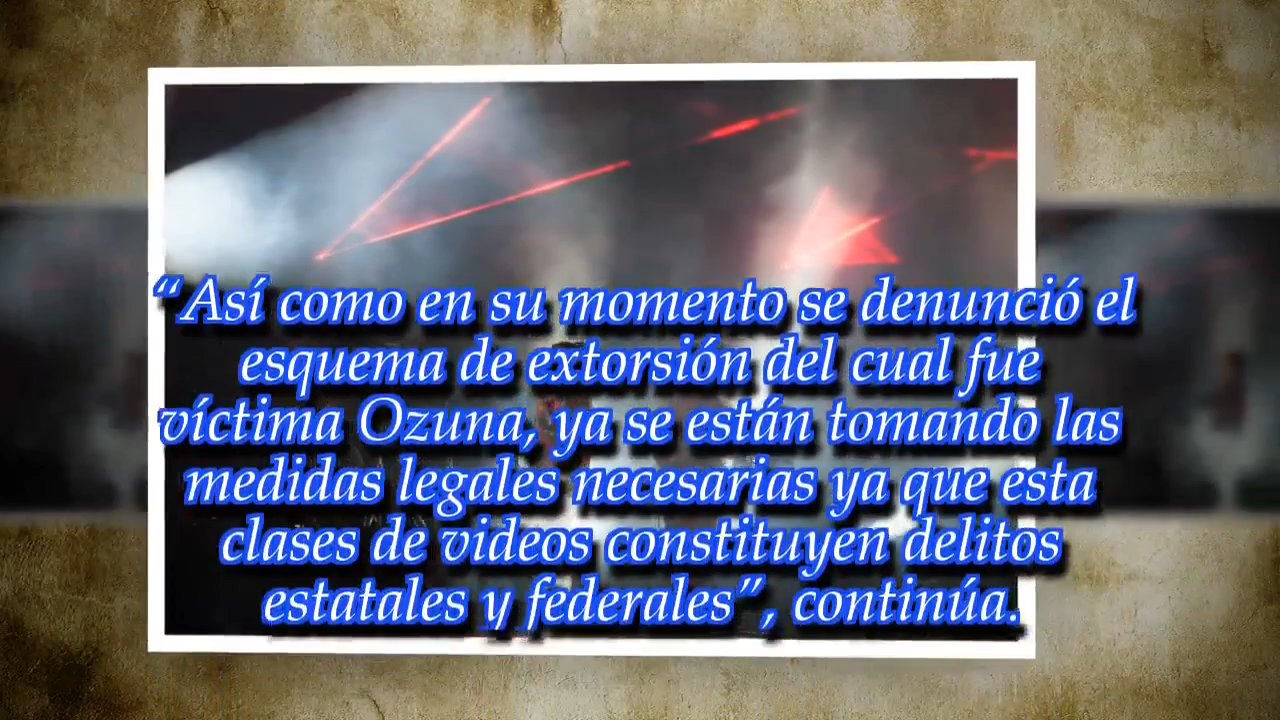 “Así como en su momento se denunció el
esquema de extorsión del cual fue
víctima Ozuna, ya se están tomando las
medidas legales necesarias ya que esta
clases de videos constituyen delitos
estatales y federales”, continúa.